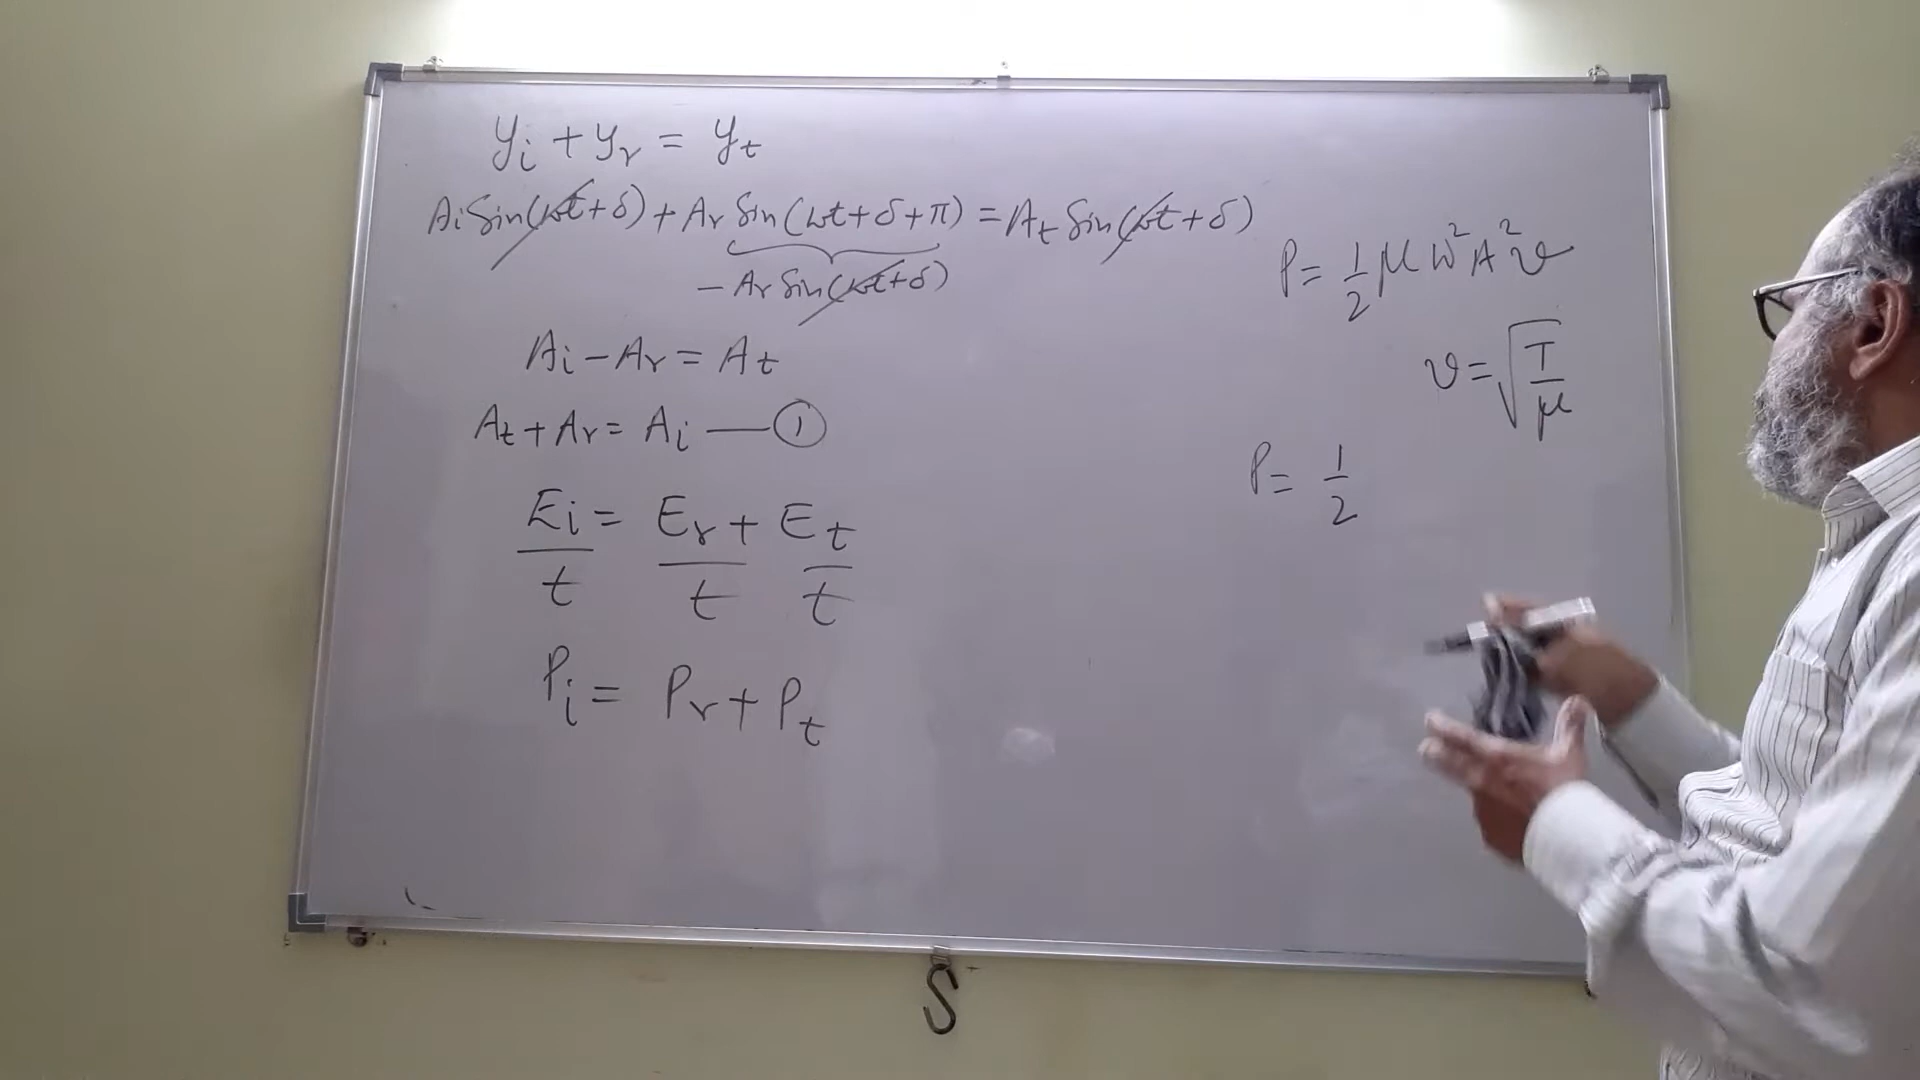 yi + yr = yt
Ai Sin(ωt+δ) + Ar Sin(ωt+δ+π) = At Sin(ωt+δ)
- Ar Sin(ωt+δ)
Ai - Ar = At
At + Ar = Ai — ①
Ei/t = Er/t + Et/t
Pi = Pr + Pt
P = 1/2 μ ω² A² v
v = √(T/μ)
P = 1/2